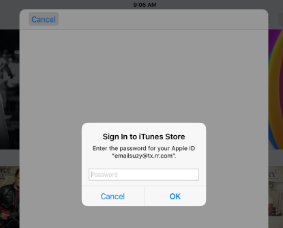 9:05 AM
Cancel
Sign In to iTunes Store
Enter the password for your Apple ID
"emailsuzy@tx.rr.com".
Password
Cancel
OK